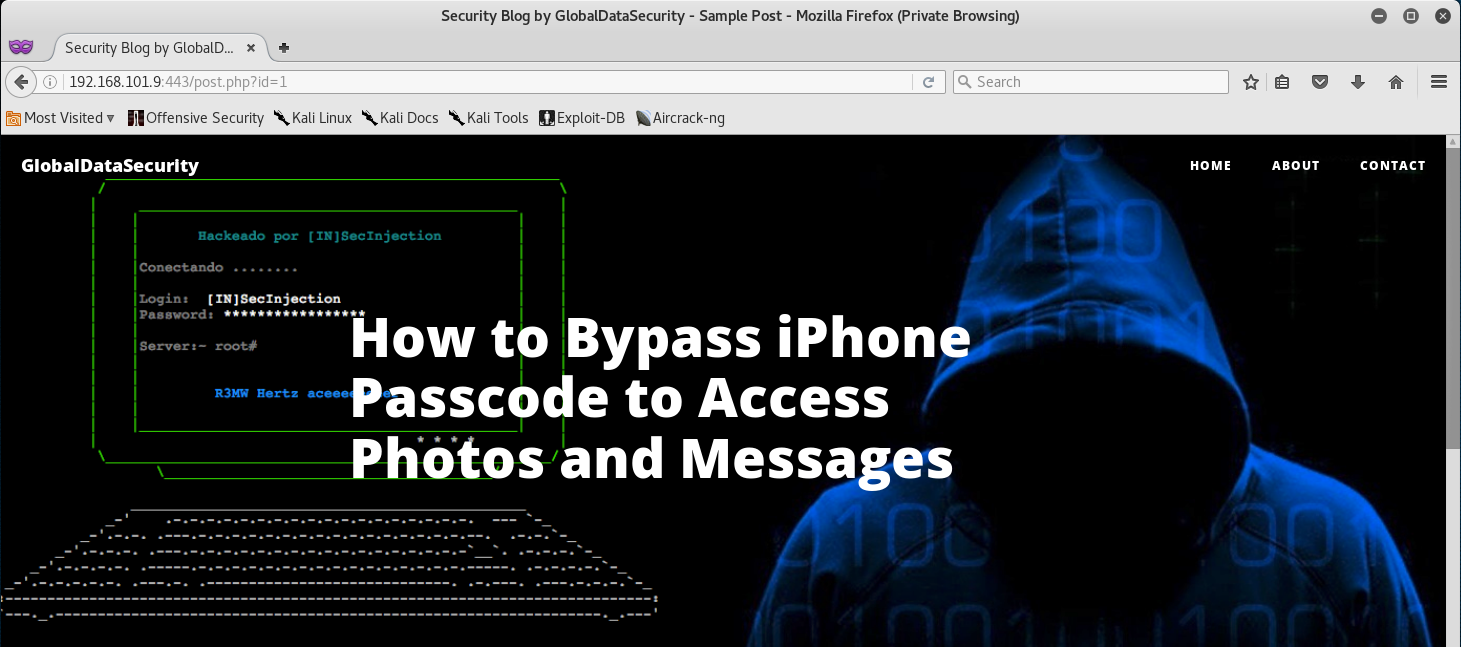 Security Blog by GlobalDataSecurity - Sample Post - Mozilla Firefox (Private Browsing)
Security Blog by GlobalD...
192.168.101.9:443/post.php?id=1
Search
Most Visited
Offensive Security
Kali Linux
Kali Docs
Kali Tools
Exploit-DB
Aircrack-ng
GlobalDataSecurity
HOME
ABOUT
CONTACT
Hackeado por [IN]SecInjection
Conectando ........
Login: [IN]SecInjection
Password: *****************
Server:- root#
R3MW Hertz
How to Bypass iPhone
Passcode to Access
Photos and Messages